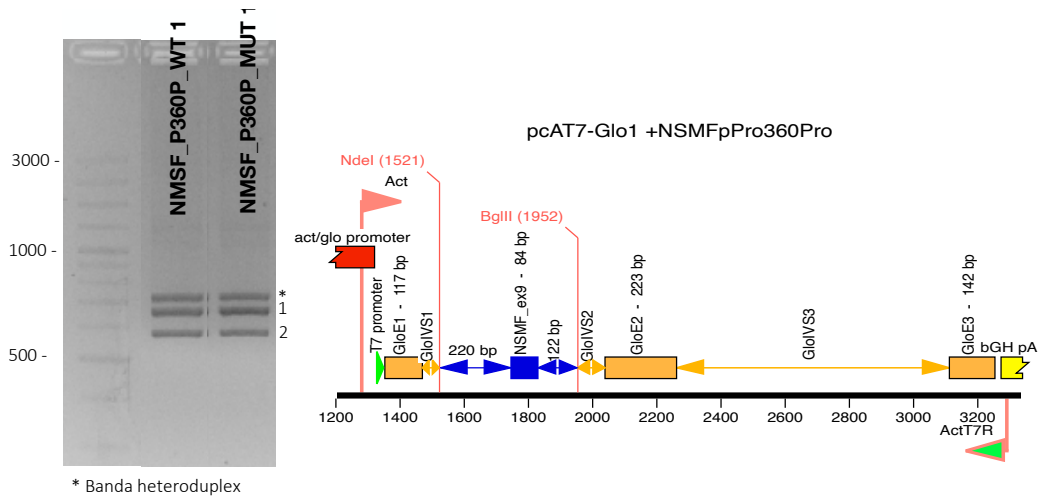 NMSF_P360P_WT 1
NMSF_P360P_MUT 1
3000 -
1000 -
500 -
*
1
2
* Banda heteroduplex
pcAT7-Glo1 +NSMFpPro360Pro
NdeI (1521)
Act
BglII (1952)
act/glo promoter
T7 promoter
GloE1 - 117 bp
GloIVS1
220 bp
NSMF_ex9 - 84 bp
122 bp
GloIVS2
GloE2 - 223 bp
GloIVS3
GloE3 - 142 bp
bGH pA
1200 1400 1600 1800 2000 2200 2400 2600 2800 3000 3200
ActT7R